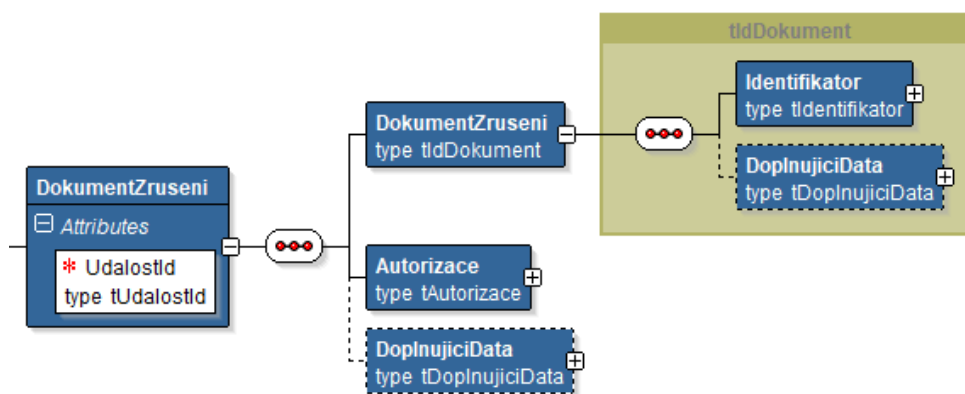 tIdDokument
Identifikator
type tIdentifikator
DokumentZruseni
type tIdDokument
DoplnujiciData
type tDoplnujiciData
DokumentZruseni
Attributes
* UdalostId
type tUdalostId
Autorizace
type tAutorizace
DoplnujiciData
type tDoplnujiciData